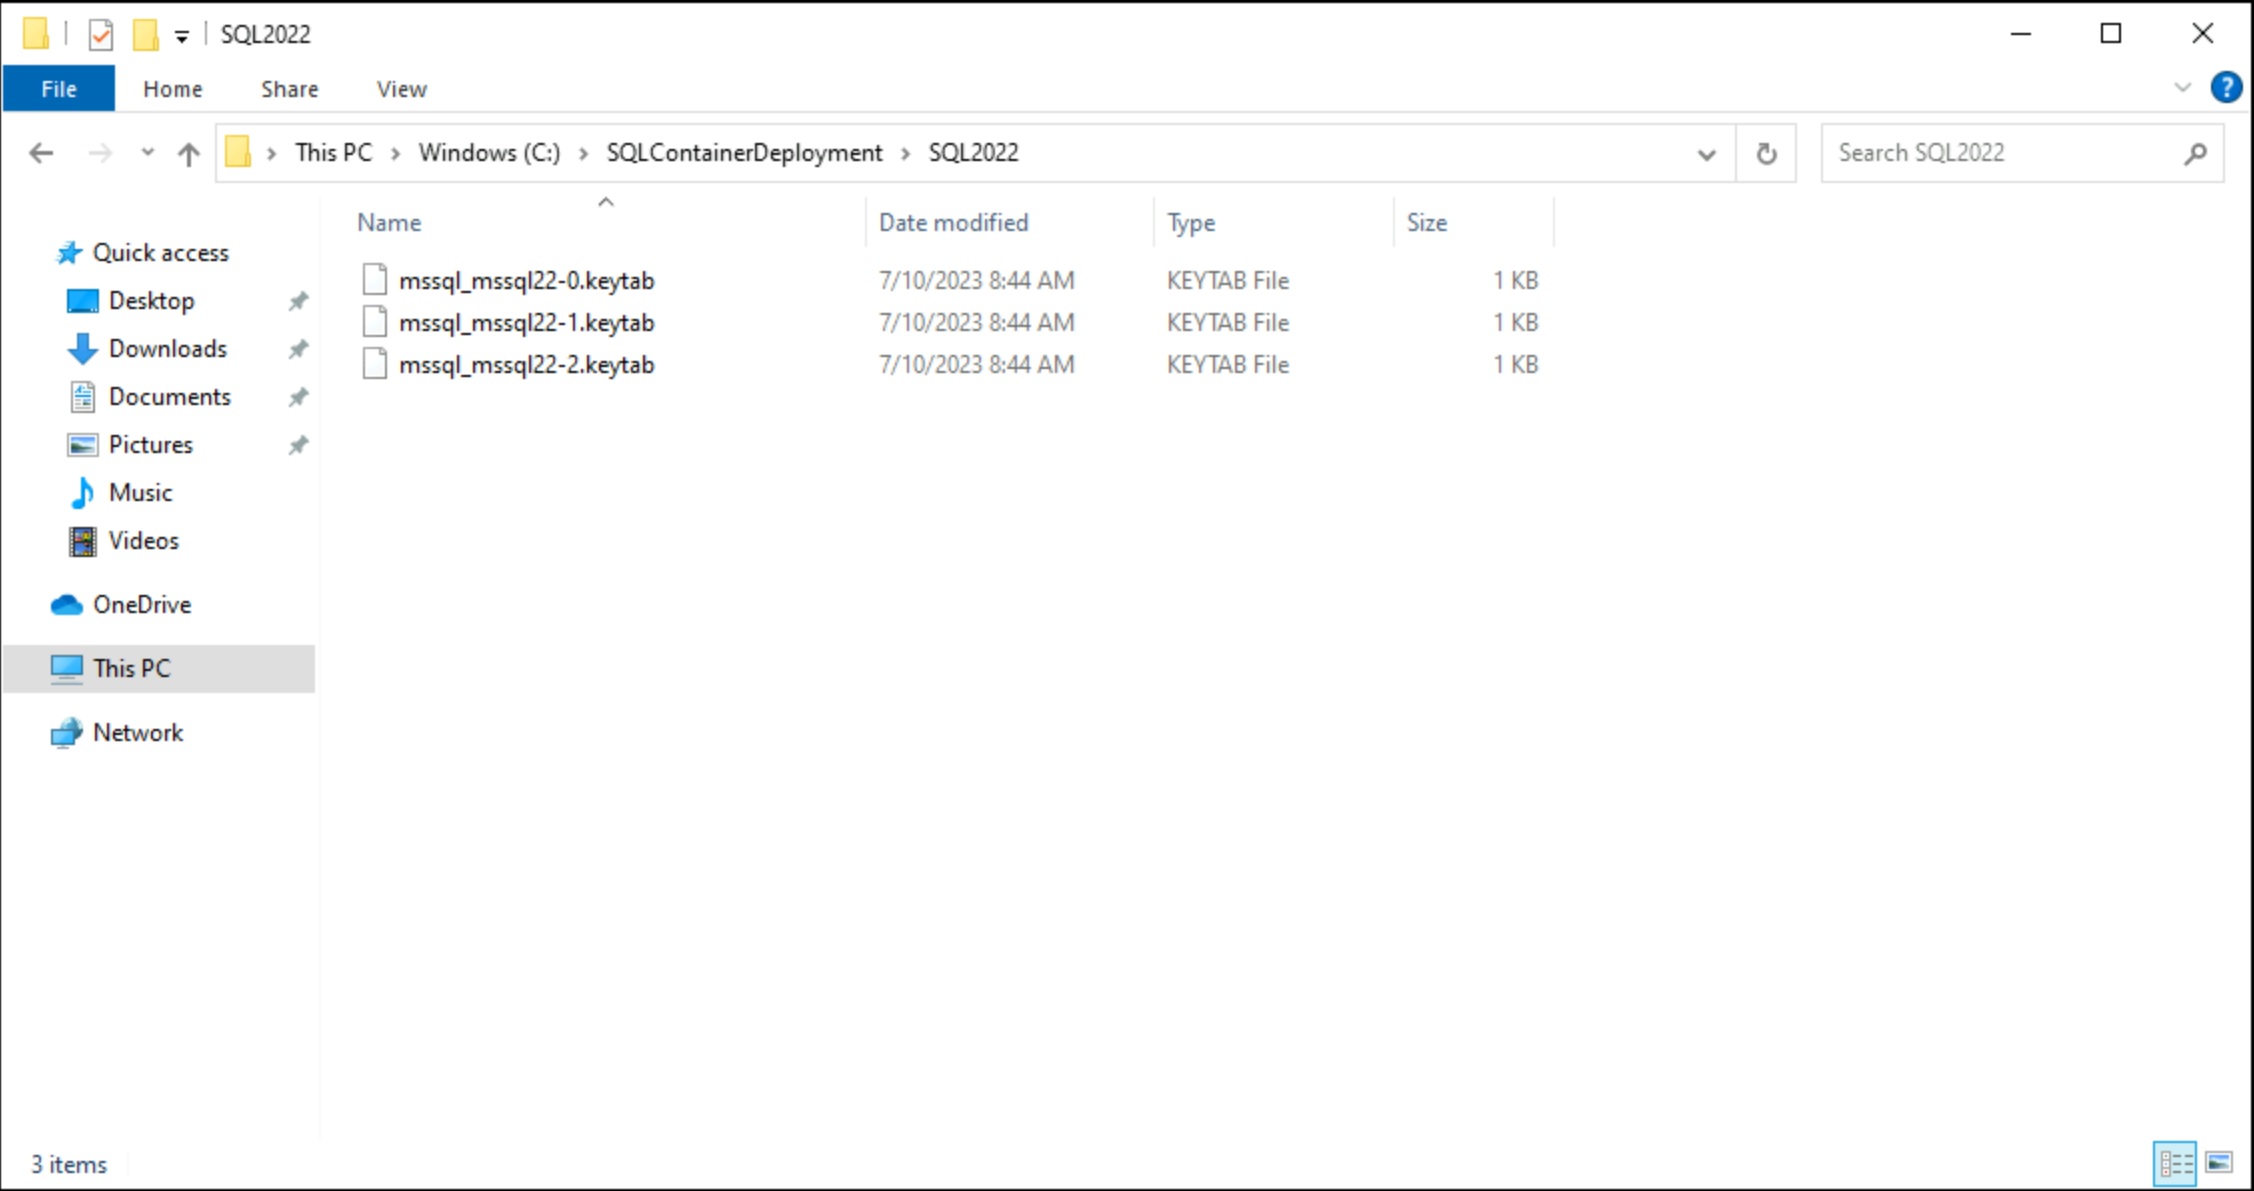 SQL2022
File Home Share View
This PC Windows (C:) SQLContainerDeployment SQL2022 Search SQL2022
Name Date modified Type Size
Quick access
Desktop
Downloads
Documents
Pictures
Music
Videos
OneDrive
This PC
Network
mssql_mssql22-0.keytab 7/10/2023 8:44 AM KEYTAB File 1 KB
mssql_mssql22-1.keytab 7/10/2023 8:44 AM KEYTAB File 1 KB
mssql_mssql22-2.keytab 7/10/2023 8:44 AM KEYTAB File 1 KB
3 items